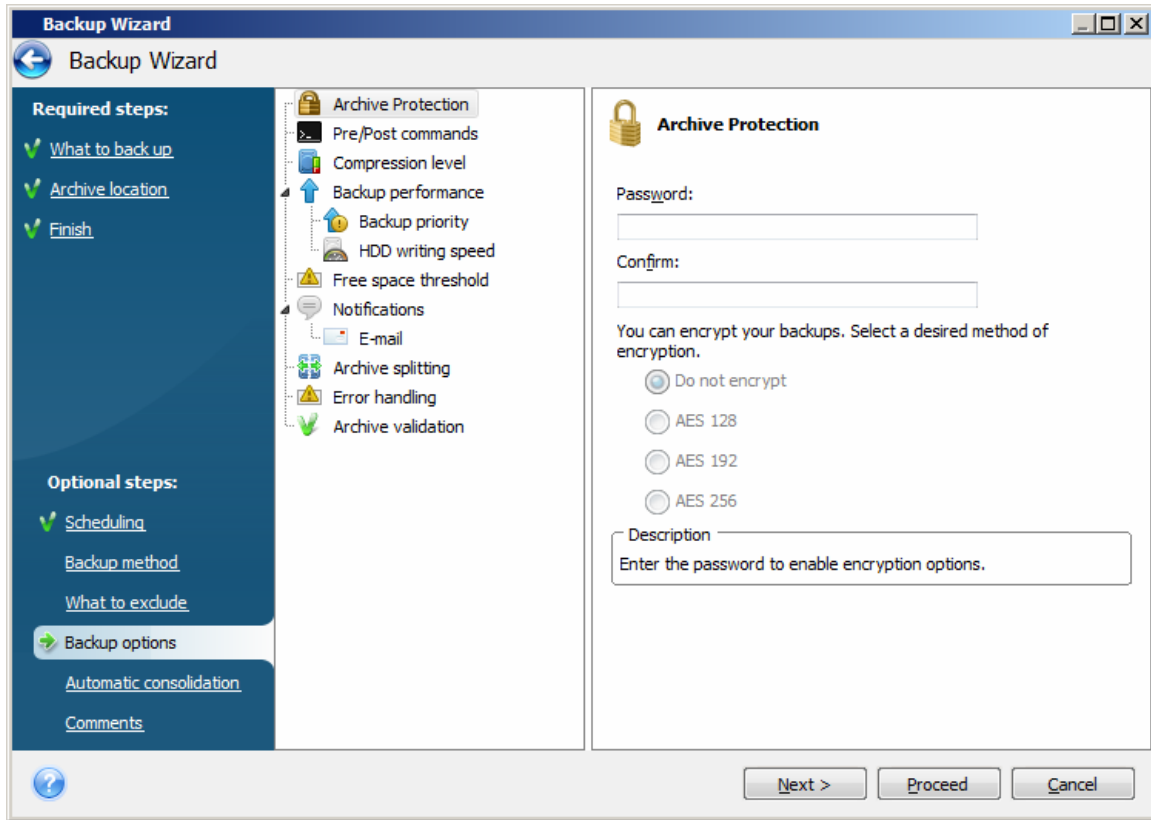 Backup Wizard
Backup Wizard
Required steps:
What to back up
Archive location
Finish
Optional steps:
Scheduling
Backup method
What to exclude
Backup options
Automatic consolidation
Comments
Archive Protection
Pre/Post commands
Compression level
Backup performance
Backup priority
HDD writing speed
Free space threshold
Notifications
E-mail
Archive splitting
Error handling
Archive validation
Archive Protection
Password:
Confirm:
You can encrypt your backups. Select a desired method of
encryption.
Do not encrypt
AES 128
AES 192
AES 256
Description
Enter the password to enable encryption options.
Next >
Proceed
Cancel